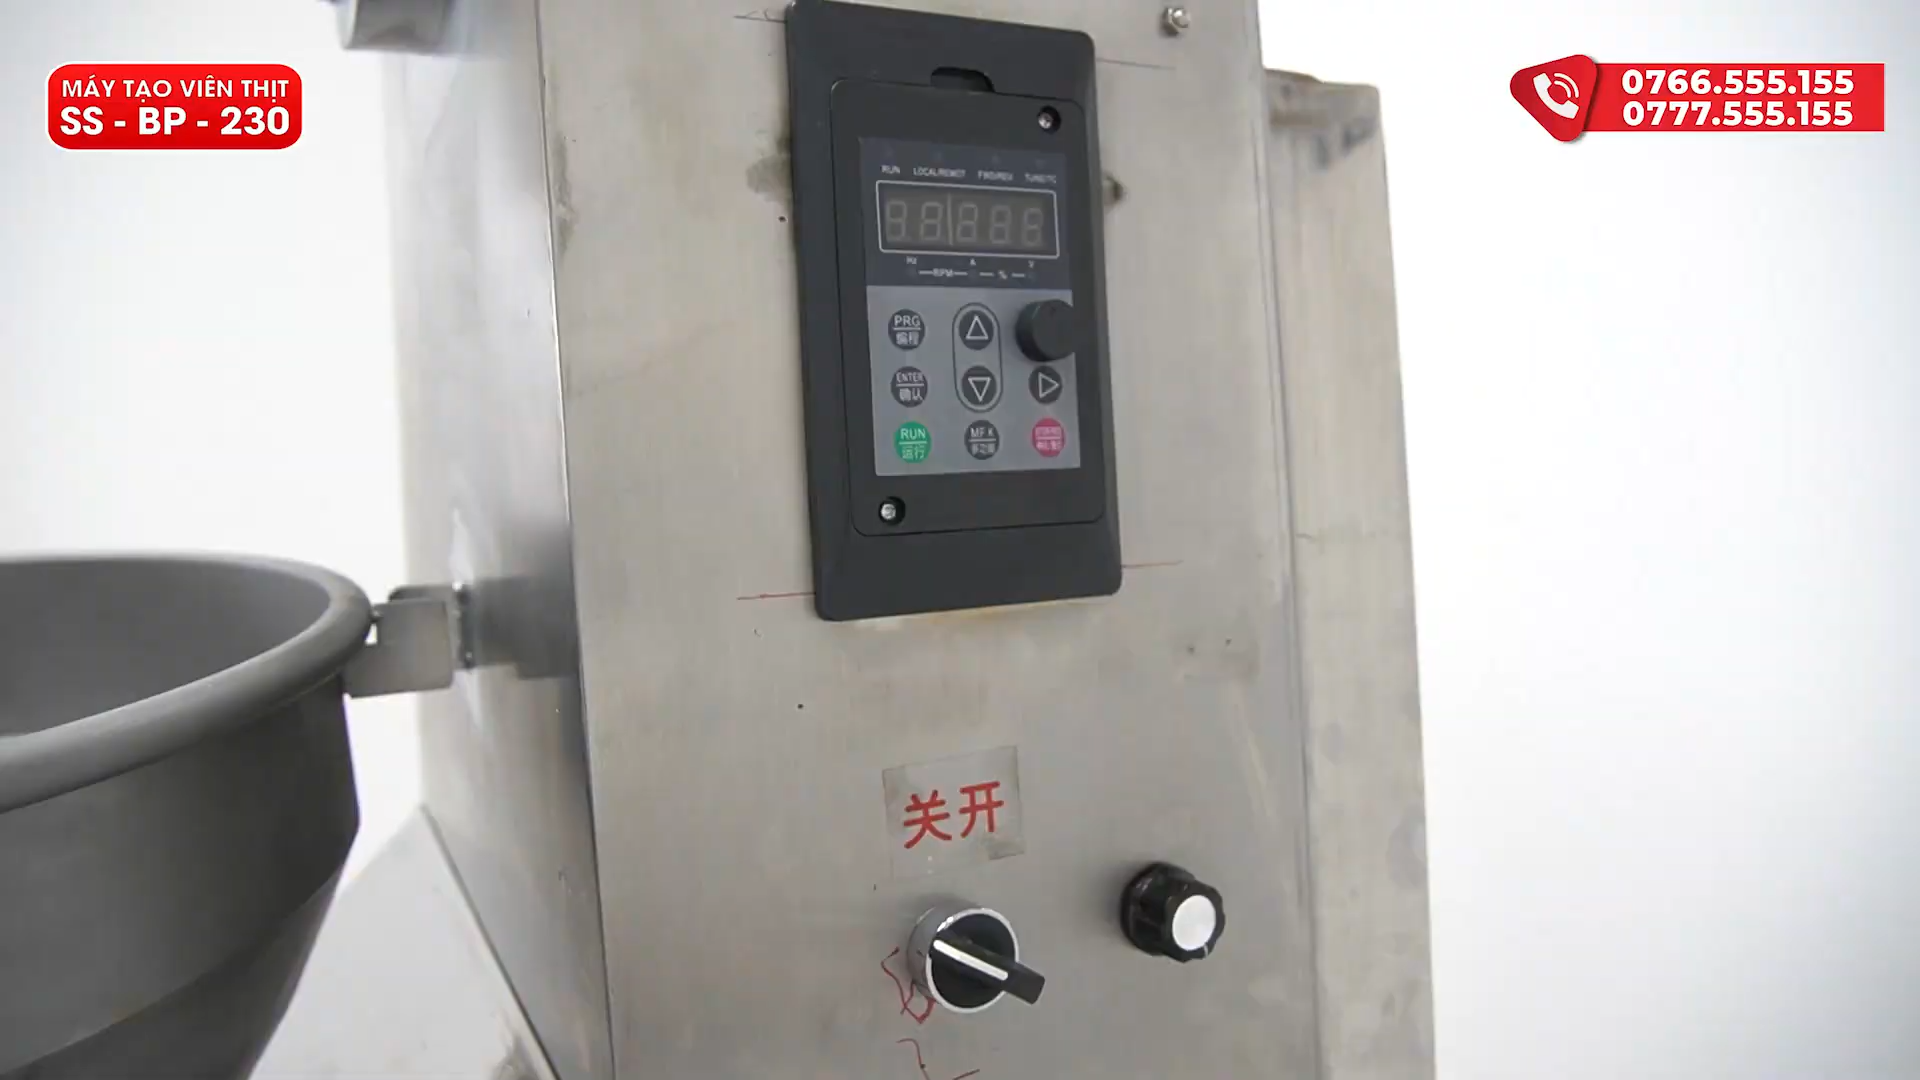 MÁY TẠO VIÊN THỊT
SS - BP - 230
0766.555.155
0777.555.155
RUN LOCAL/REMOT FWD/REV TUNE/TC
Hz A V
RPM %
PRG
编程
ENTER
确认
RUN
运行
MF.K
多功能
关开